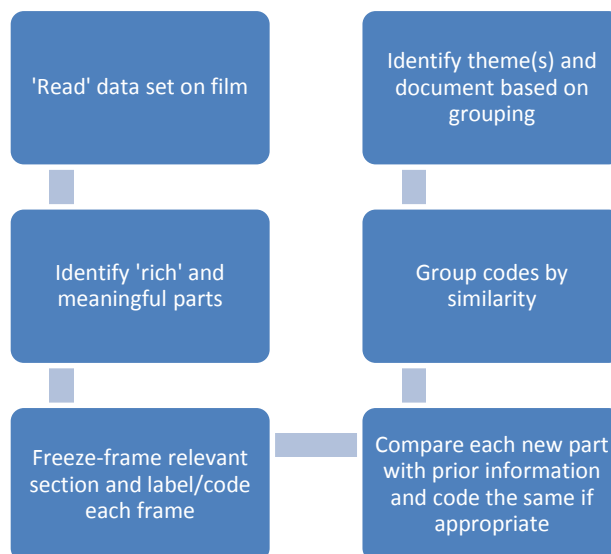 'Read' data set on film
Identify 'rich' and
meaningful parts
Freeze-frame relevant
section and label/code
each frame
Compare each new part
with prior information
and code the same if
appropriate
Group codes by
similarity
Identify theme(s) and
document based on
grouping